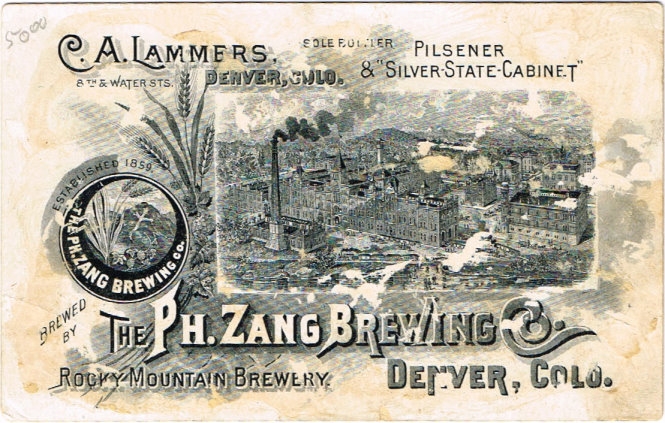 5000
C. A. LAMMERS,
8TH & WATER STS.
SOLE BOTTLER
DENVER, COLO.
PILSENER
& "SILVER-STATE-CABINET"
ESTABLISHED 1859.
THE PH. ZANG BREWING CO.
BREWED
BY
THE PH. ZANG BREWING CO.
ROCKY MOUNTAIN BREWERY.
DENVER, COLO.